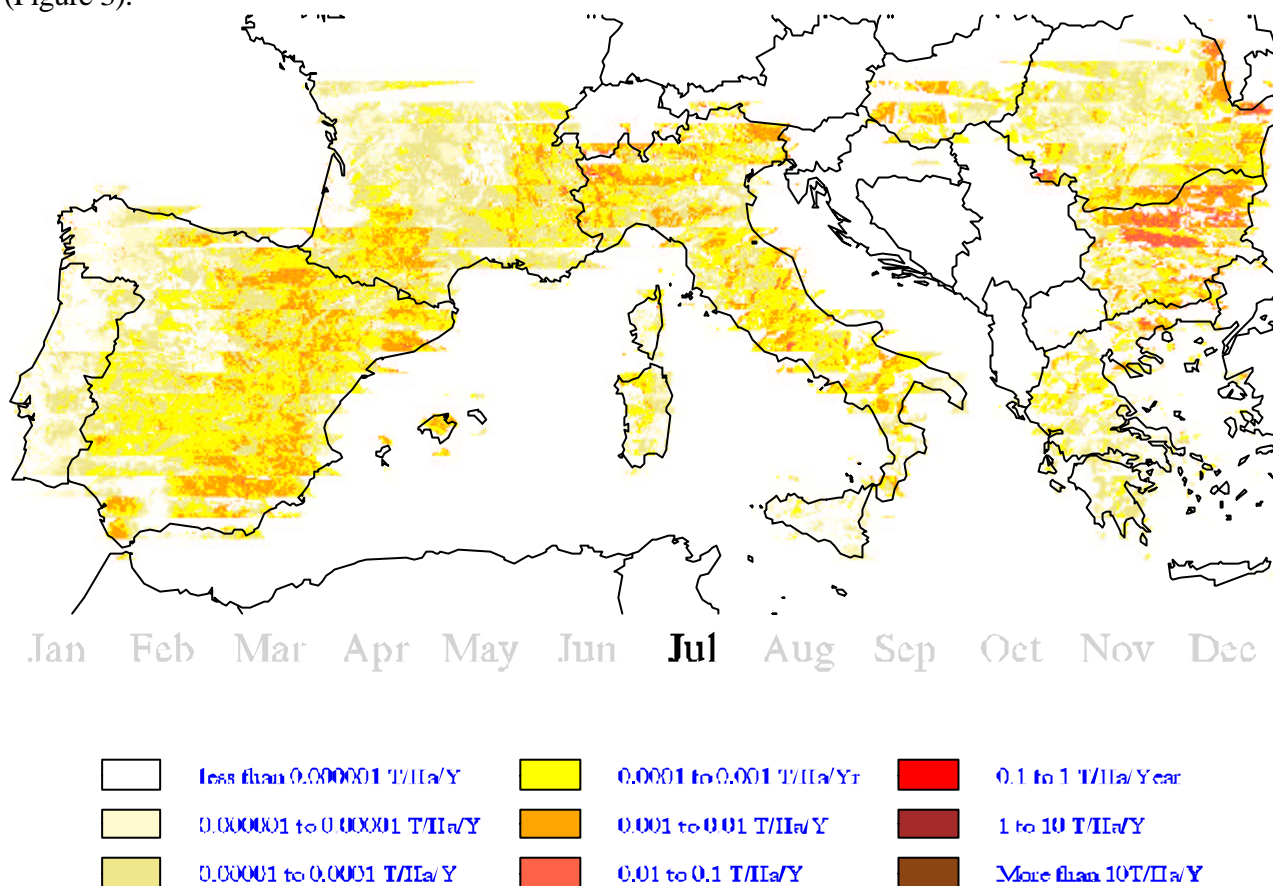 (Figure 3).
Jan Feb Mar Apr May Jun Jul Aug Sep Oct Nov Dec
less than 0.000001 T/Ha/Y 0.0001 to 0.001 T/Ha/Yr 0.1 to 1 T/Ha/Year
0.000001 to 0.00001 T/Ha/Y 0.001 to 0.01 T/Ha/Y 1 to 10 T/Ha/Y
0.00001 to 0.0001 T/Ha/Y 0.01 to 0.1 T/Ha/Y More than 10T/Ha/Y